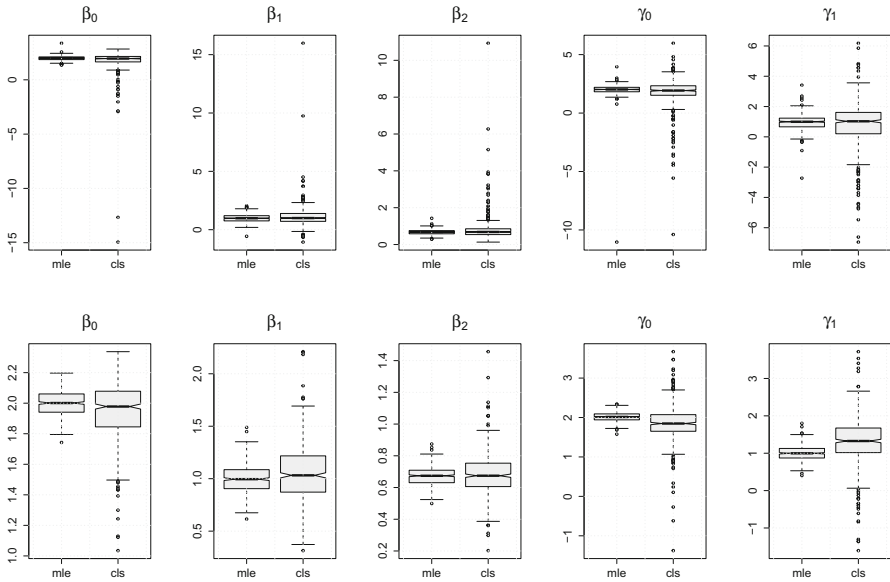 β0 β1 β2 γ0 γ1
0 −5 −10 −15
15 10 5 0
10 8 6 4 2 0
5 0 −5 −10
6 4 2 0 −2 −4 −6
mle cls mle cls mle cls mle cls mle cls
β0 β1 β2 γ0 γ1
2.2 2.0 1.8 1.6 1.4 1.2 1.0
2.0 1.5 1.0 0.5
1.4 1.2 1.0 0.8 0.6 0.4 0.2
3 2 1 0 −1
3 2 1 0 −1
mle cls mle cls mle cls mle cls mle cls